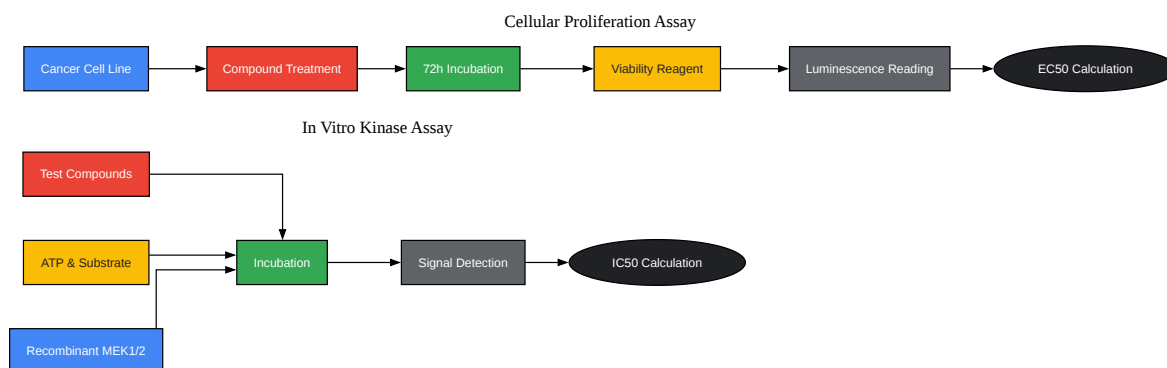 Cellular Proliferation Assay
Cancer Cell Line
Compound Treatment
72h Incubation
Viability Reagent
Luminescence Reading
EC50 Calculation
In Vitro Kinase Assay
Test Compounds
ATP & Substrate
Incubation
Signal Detection
IC50 Calculation
Recombinant MEK1/2